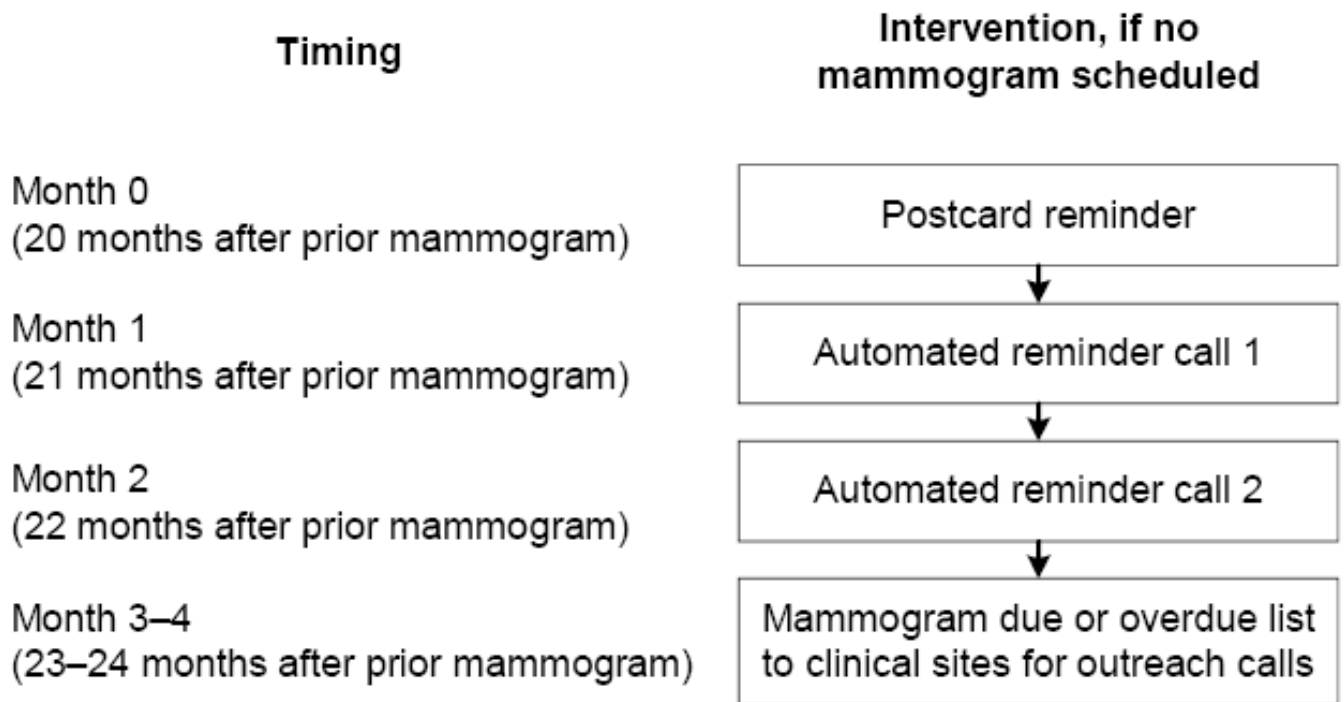 Timing
Intervention, if no
mammogram scheduled
Month 0
(20 months after prior mammogram)
Postcard reminder
Month 1
(21 months after prior mammogram)
Automated reminder call 1
Month 2
(22 months after prior mammogram)
Automated reminder call 2
Month 3–4
(23–24 months after prior mammogram)
Mammogram due or overdue list
to clinical sites for outreach calls